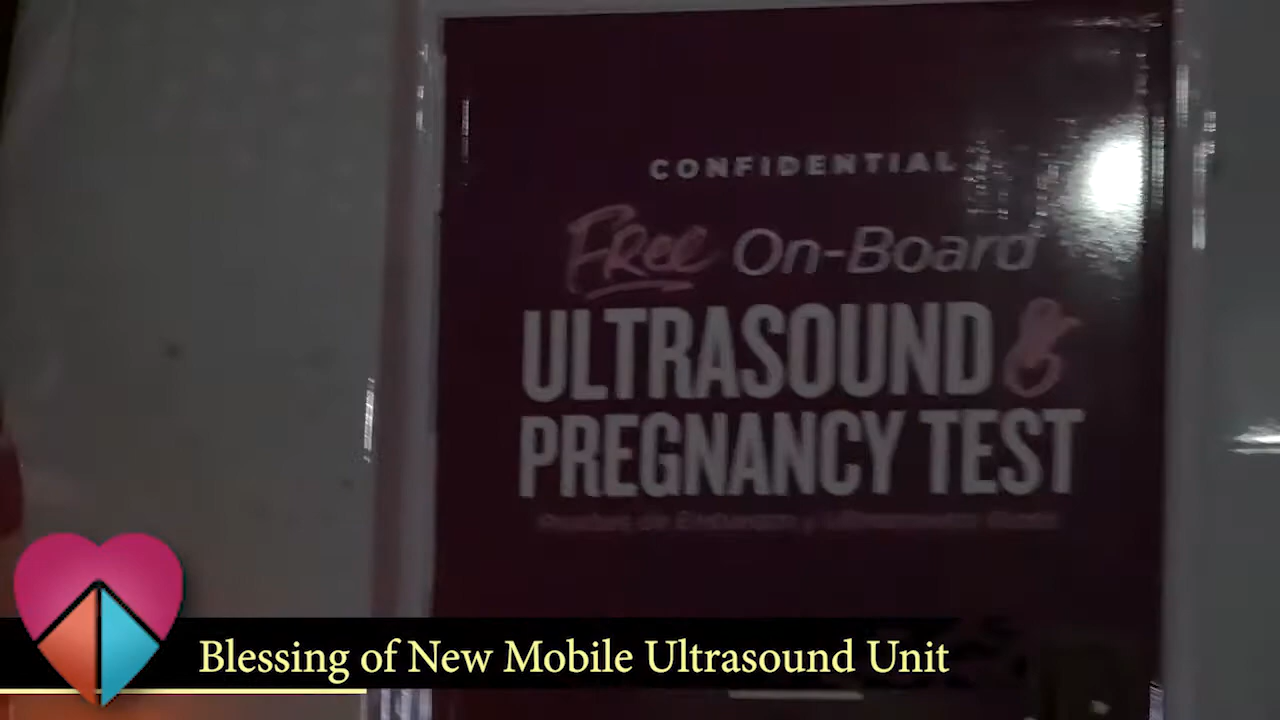 CONFIDENTIAL
Free On-Board
ULTRASOUND &
PREGNANCY TEST
Blessing of New Mobile Ultrasound Unit